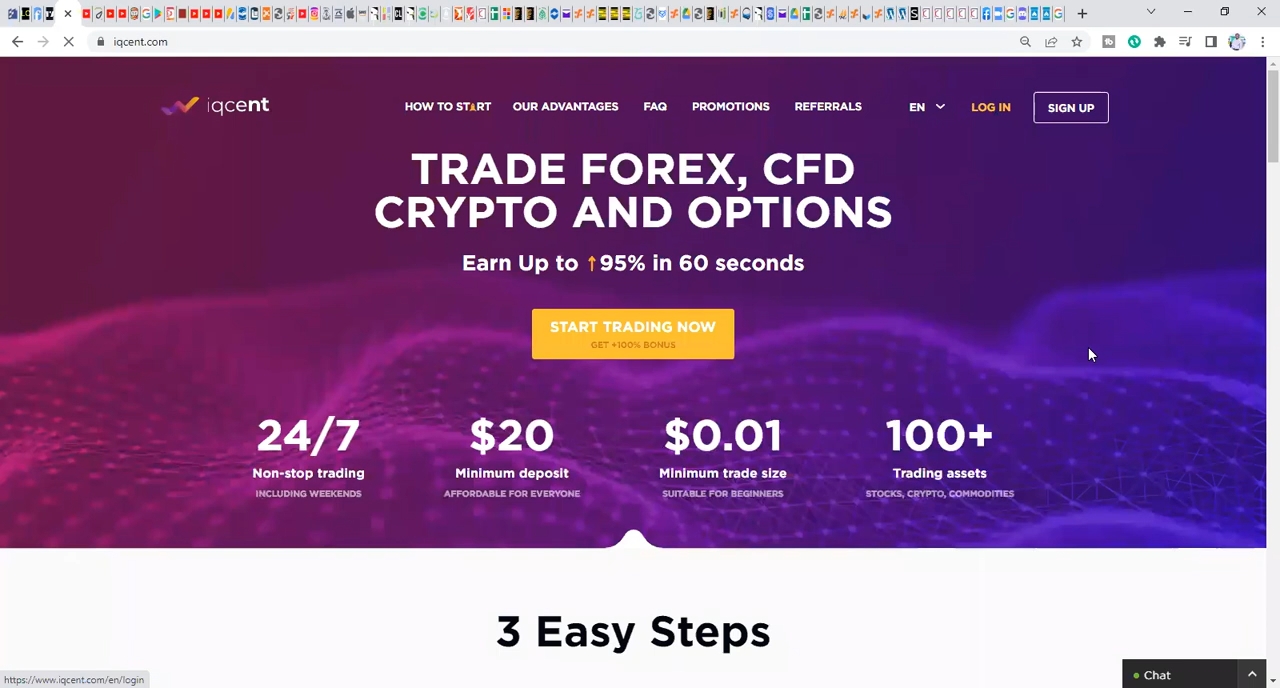 iqcent.com
iqcent
HOW TO START
OUR ADVANTAGES
FAQ
PROMOTIONS
REFERRALS
EN
LOG IN
SIGN UP
TRADE FOREX, CFD
CRYPTO AND OPTIONS
Earn Up to ↑95% in 60 seconds
START TRADING NOW
GET +100% BONUS
24/7
Non-stop trading
INCLUDING WEEKENDS
$20
Minimum deposit
AFFORDABLE FOR EVERYONE
$0.01
Minimum trade size
SUITABLE FOR BEGINNERS
100+
Trading assets
STOCKS, CRYPTO, COMMODITIES
3 Easy Steps
Chat
https://www.iqcent.com/en/login